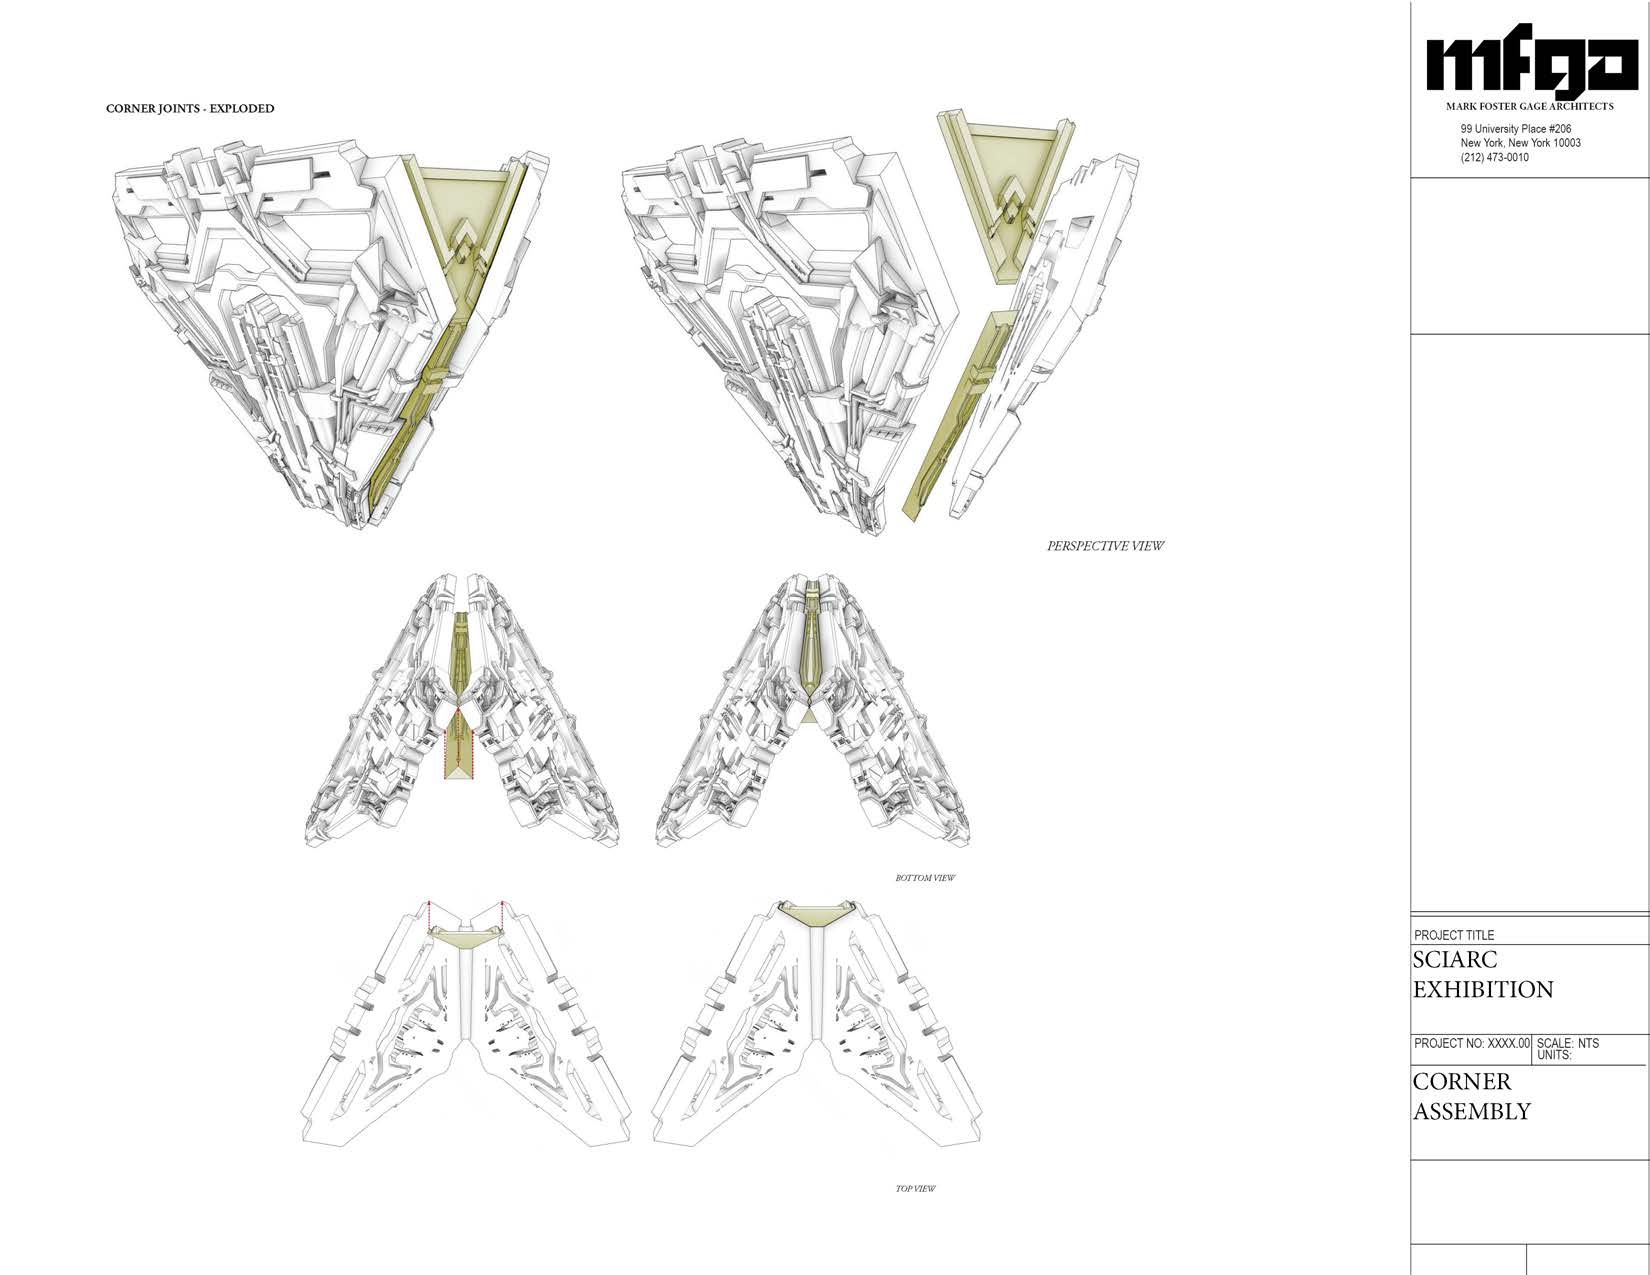 CORNER JOINTS - EXPLODED
PERSPECTIVE VIEW
BOTTOM VIEW
TOP VIEW
mfga
MARK FOSTER GAGE ARCHITECTS
99 University Place #206
New York, New York 10003
(212) 473-0010
PROJECT TITLE
SCIARC
EXHIBITION
PROJECT NO: XXXX.00
SCALE: NTS
UNITS:
CORNER
ASSEMBLY